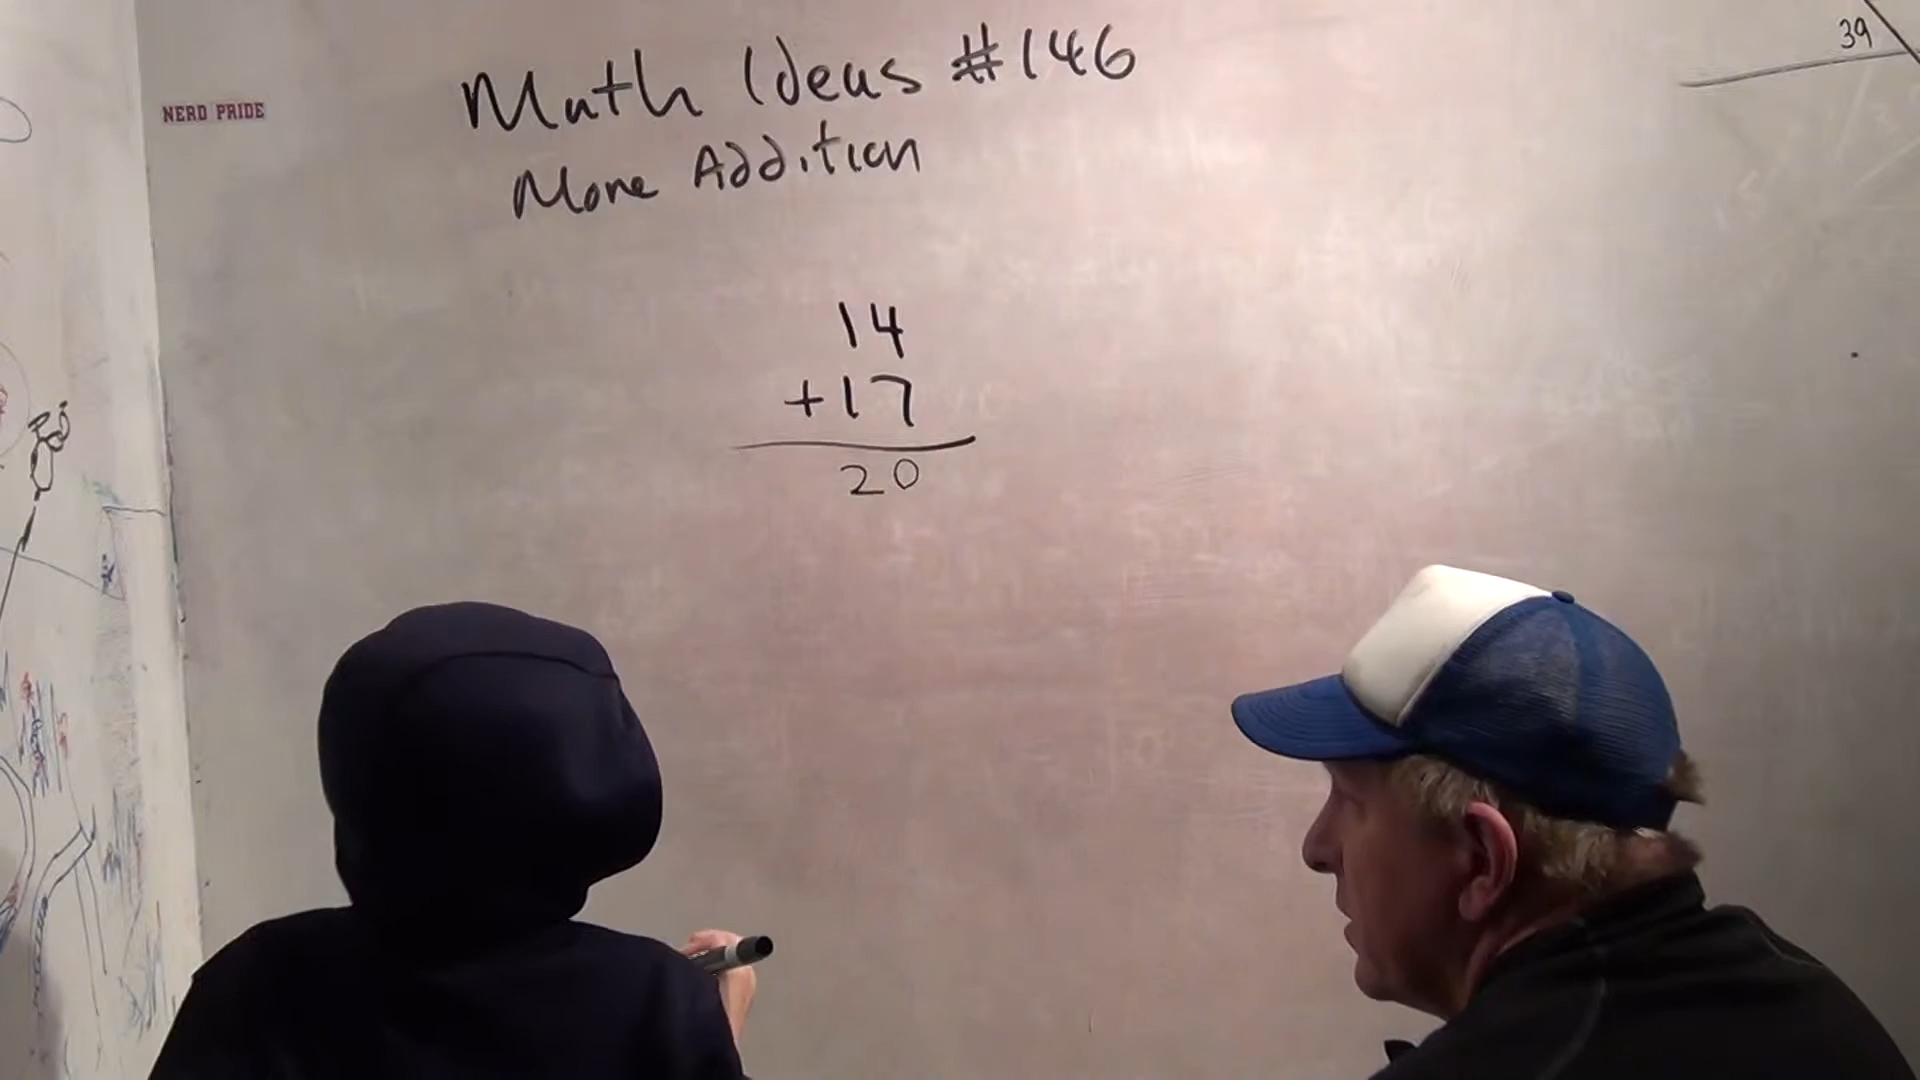 Math Ideas #146
39
NERD PRIDE
More Addition
14
+17
20